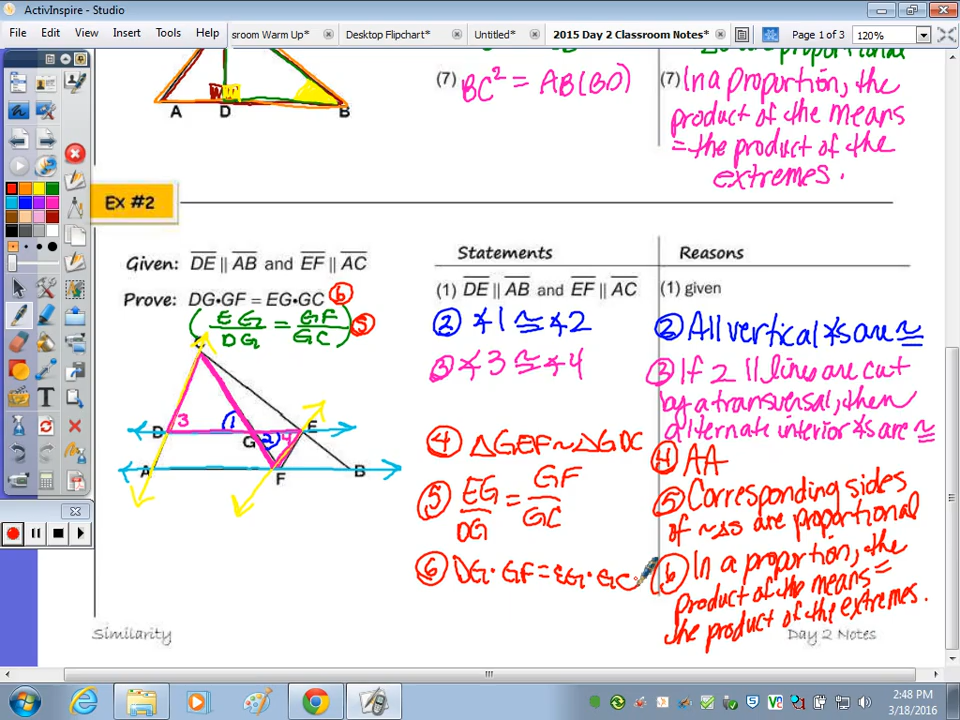 ActivInspire - Studio
File Edit View Insert Tools Help
sroom Warm Up* Desktop Flipchart* Untitled* 2015 Day 2 Classroom Notes* Page 1 of 3 120%
A D B
(7) BC² = AB(BD)
(7) In a proportion, the
product of the means
= the product of the
extremes.
Ex #2
Given: DE || AB and EF || AC
Prove: DG•GF = EG•GC ⑥
(EG/DG = GF/GC) ⑤
Statements
Reasons
(1) DE || AB and EF || AC
(1) given
② ∡1 ≅ ∡2
② All vertical ∡s are ≅
③ ∡3 ≅ ∡4
③ If 2 || lines are cut
by a transversal, then
alternate interior ∡s are ≅
④ △GEF ~ △GDC
④ AA
⑤ EG/DG = GF/GC
⑤ Corresponding sides
of ~△s are proportional
⑥ DG•GF = EG•GC
⑥ In a proportion, the
product of the means =
the product of the extremes.
C
3 1
D G E
2 4
A F B
Similarity
Day 2 Notes
2:48 PM
3/18/2016